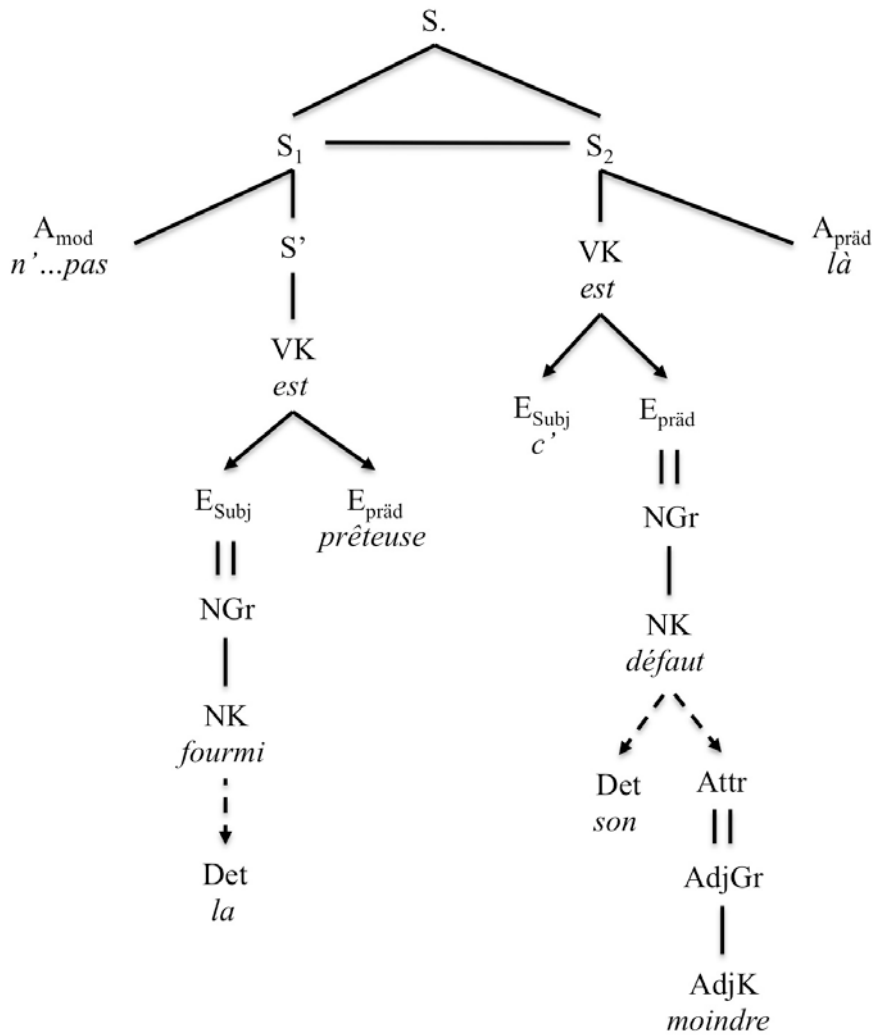 S.
S₁ S₂
Amod
n’...pas
S’
VK
est
Apräd
là
VK
est
ESubj
c’
Epräd
ESubj
Epräd
prêteuse
NGr
NGr
NK
défaut
NK
fourmi
Det
son
Attr
Det
la
AdjGr
AdjK
moindre